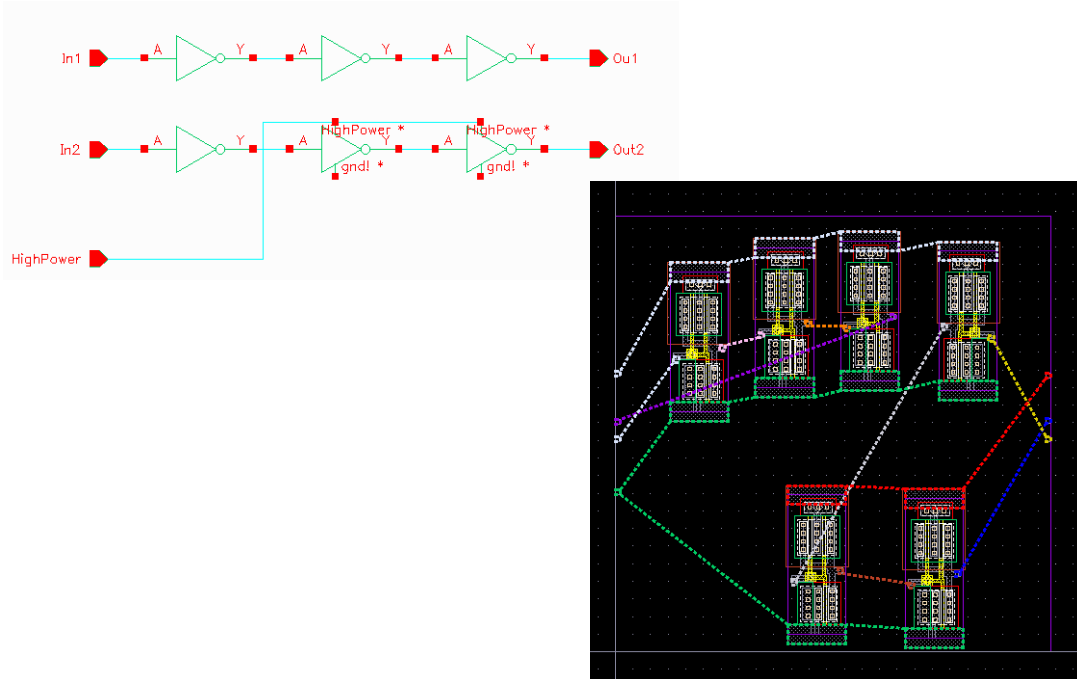 In1 A Y A Y A Y Ou1
HighPower * HighPower *
In2 A Y A Y A Y Out2
gnd! * gnd! *
HighPower